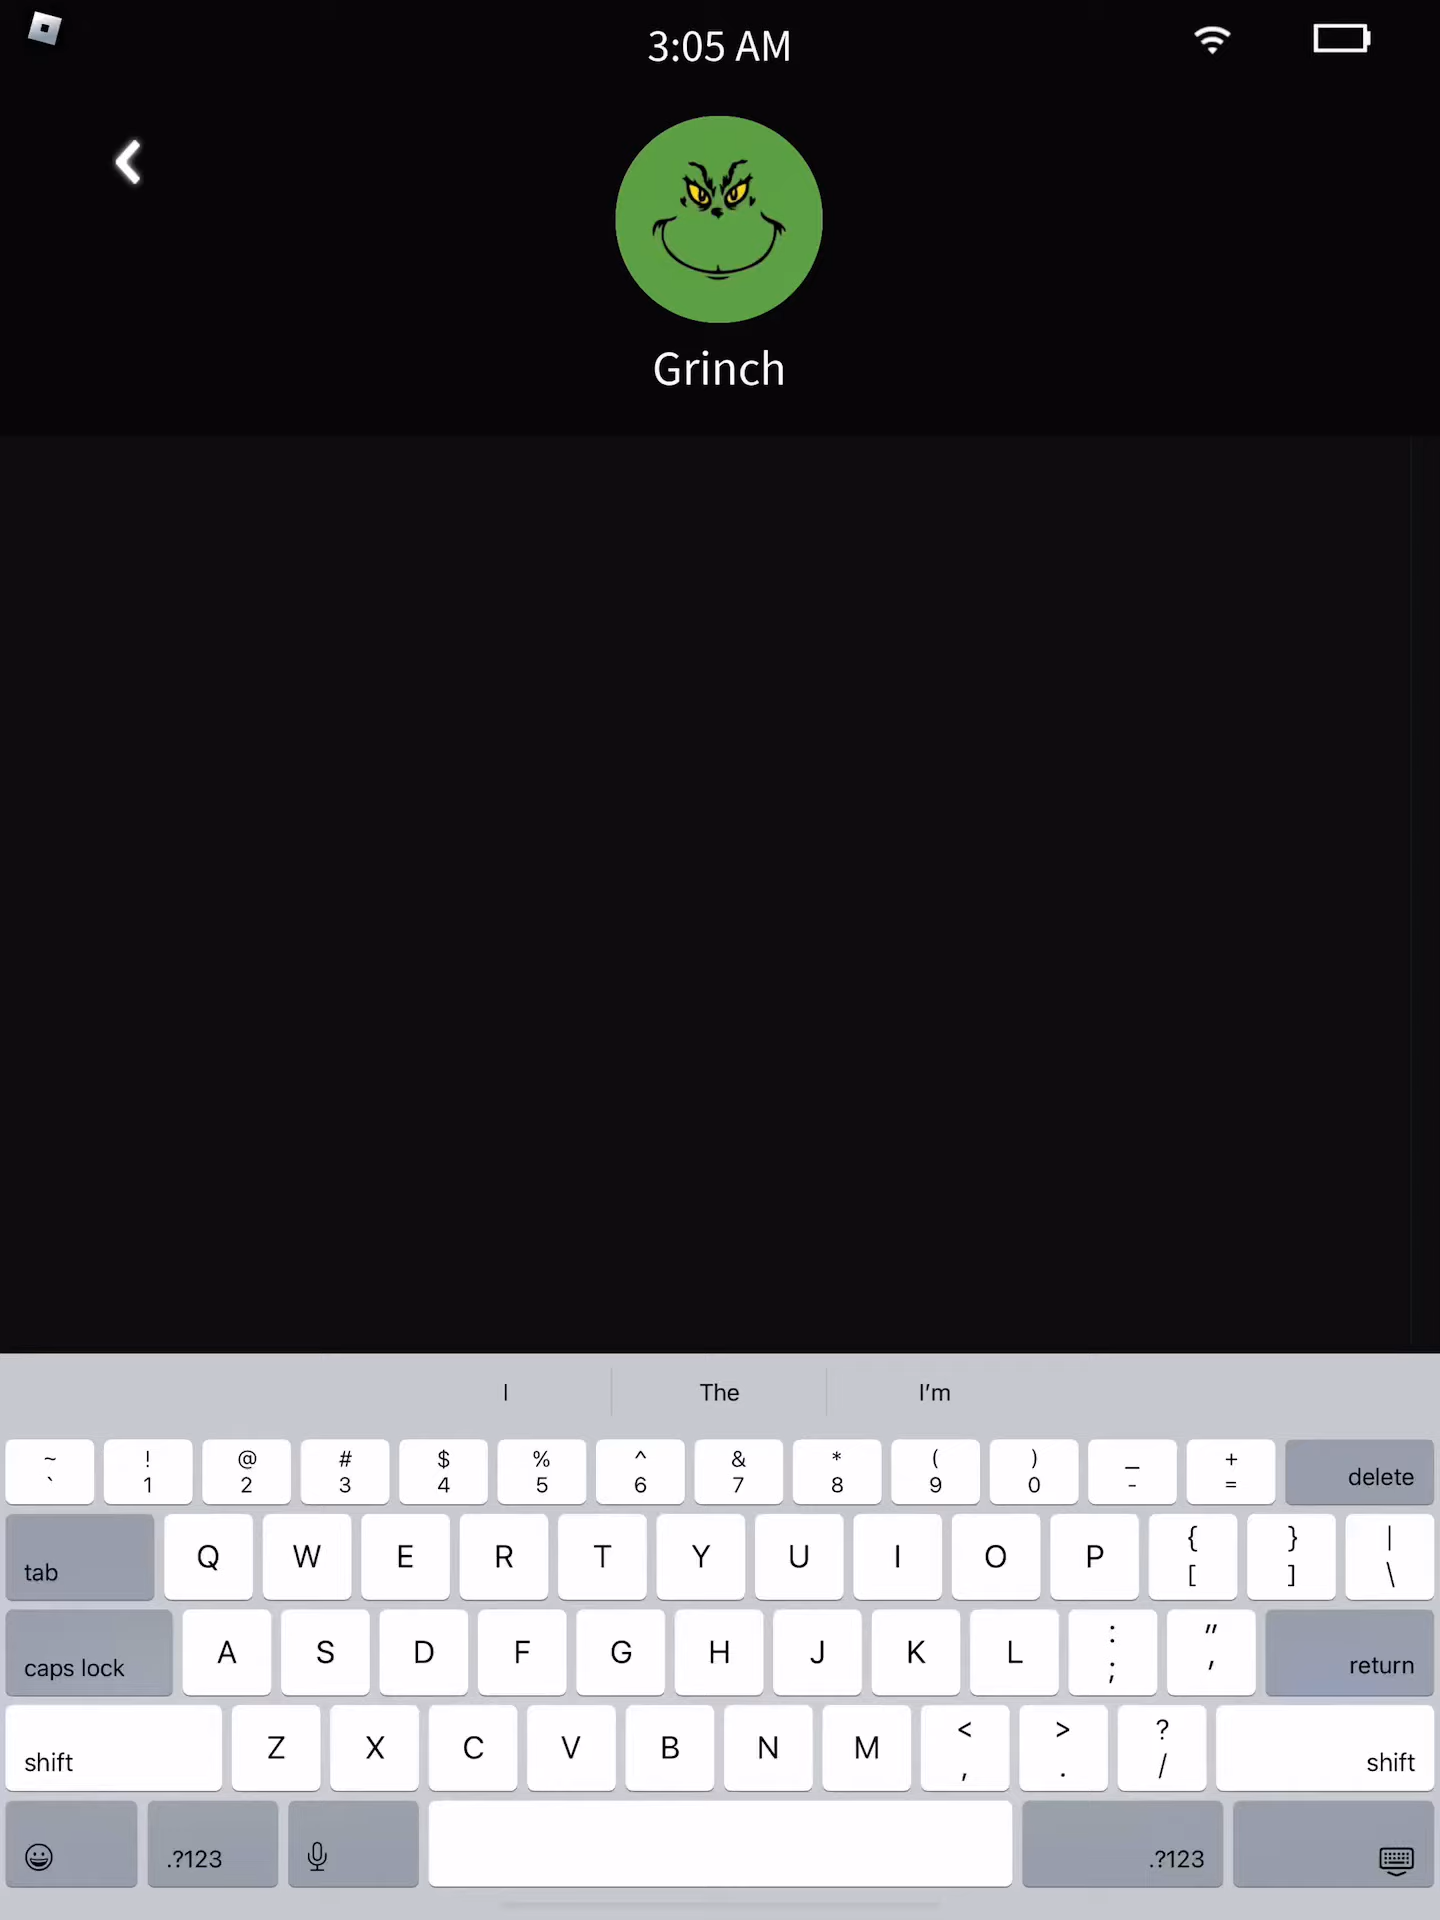 3:05 AM
Grinch
I The I'm
~ ! @ # $ % ^ & * ( ) _ +
` 1 2 3 4 5 6 7 8 9 0 - = delete
tab Q W E R T Y U I O P { [ } ] | \
caps lock A S D F G H J K L : ; " ' return
shift Z X C V B N M < , > . ? / shift
.?123 .?123